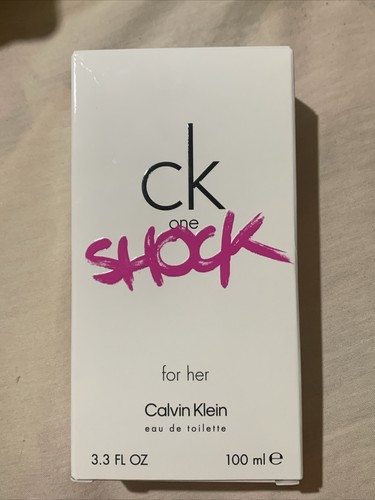 ck
one
SHOCK
for her
Calvin Klein
eau de toilette
3.3 FL OZ 100 ml ℮